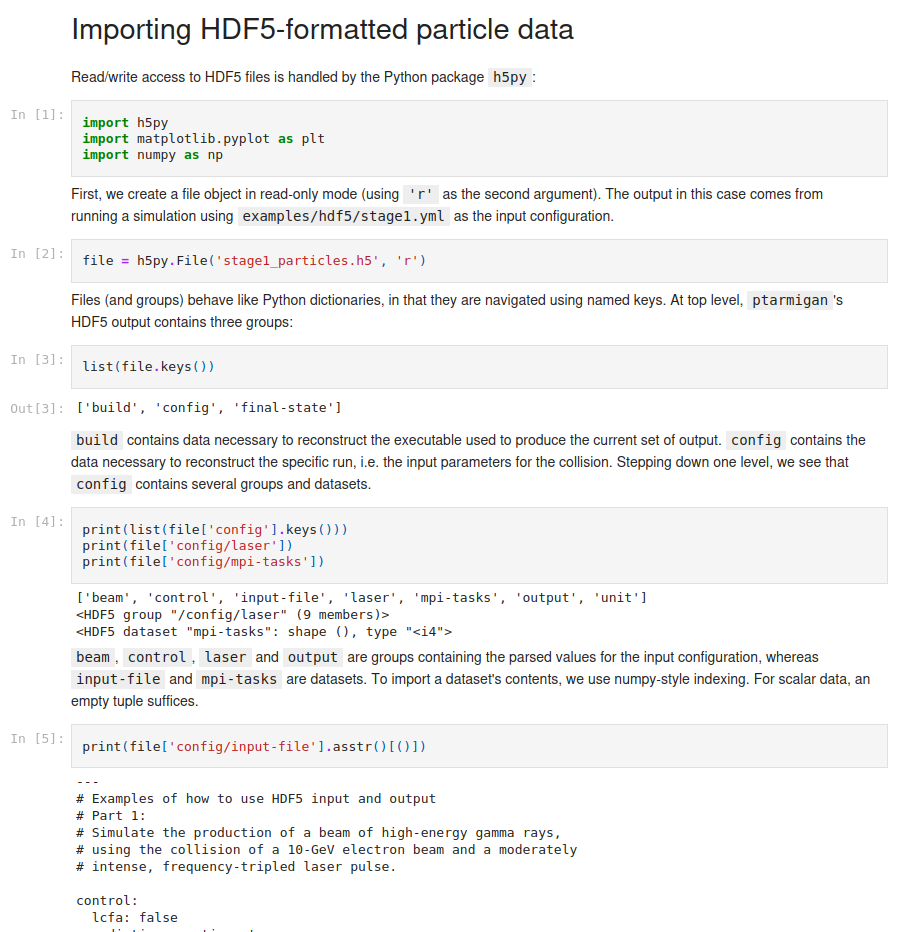 Importing HDF5-formatted particle data
Read/write access to HDF5 files is handled by the Python package h5py :
In [1]:
import h5py
import matplotlib.pyplot as plt
import numpy as np
First, we create a file object in read-only mode (using 'r' as the second argument). The output in this case comes from
running a simulation using examples/hdf5/stage1.yml as the input configuration.
In [2]:
file = h5py.File('stage1_particles.h5', 'r')
Files (and groups) behave like Python dictionaries, in that they are navigated using named keys. At top level, ptarmigan 's
HDF5 output contains three groups:
In [3]:
list(file.keys())
Out[3]:
['build', 'config', 'final-state']
build contains data necessary to reconstruct the executable used to produce the current set of output. config contains the
data necessary to reconstruct the specific run, i.e. the input parameters for the collision. Stepping down one level, we see that
config contains several groups and datasets.
In [4]:
print(list(file['config'].keys()))
print(file['config/laser'])
print(file['config/mpi-tasks'])
['beam', 'control', 'input-file', 'laser', 'mpi-tasks', 'output', 'unit']
<HDF5 group "/config/laser" (9 members)>
<HDF5 dataset "mpi-tasks": shape (), type "<i4">
beam , control , laser and output are groups containing the parsed values for the input configuration, whereas
input-file and mpi-tasks are datasets. To import a dataset's contents, we use numpy-style indexing. For scalar data, an
empty tuple suffices.
In [5]:
print(file['config/input-file'].asstr()[()])
---
# Examples of how to use HDF5 input and output
# Part 1:
# Simulate the production of a beam of high-energy gamma rays,
# using the collision of a 10-GeV electron beam and a moderately
# intense, frequency-tripled laser pulse.
control:
lcfa: false